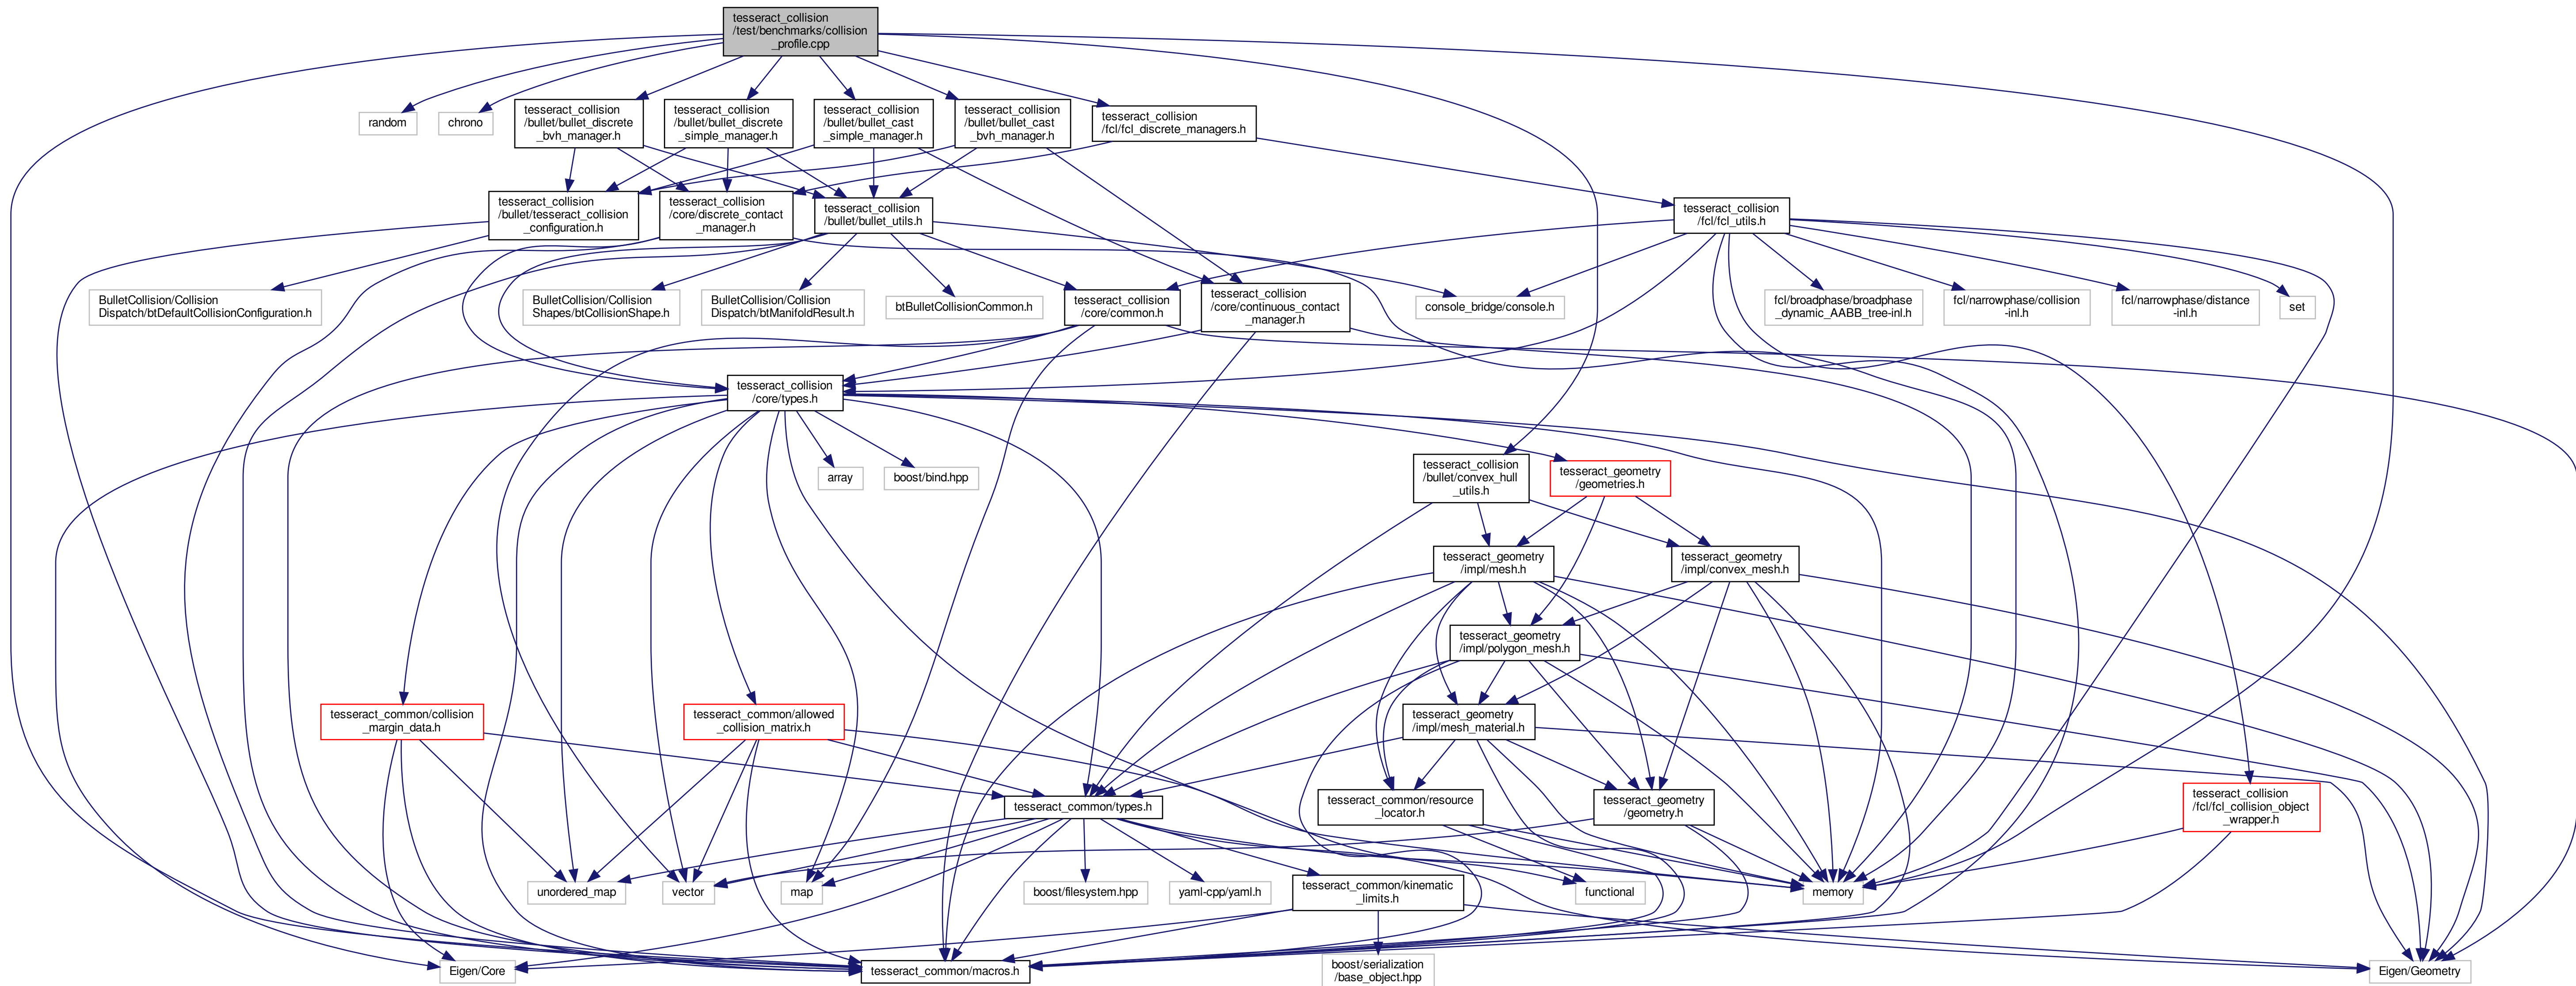 tesseract_collision
/test/benchmarks/collision
_profile.cpp
random
chrono
tesseract_collision
/bullet/bullet_discrete
_bvh_manager.h
tesseract_collision
/bullet/bullet_discrete
_simple_manager.h
tesseract_collision
/bullet/bullet_cast
_simple_manager.h
tesseract_collision
/bullet/bullet_cast
_bvh_manager.h
tesseract_collision
/fcl/fcl_discrete_managers.h
tesseract_collision
/bullet/tesseract_collision
_configuration.h
tesseract_collision
/core/discrete_contact
_manager.h
tesseract_collision
/bullet/bullet_utils.h
tesseract_collision
/fcl/fcl_utils.h
BulletCollision/Collision
Dispatch/btDefaultCollisionConfiguration.h
BulletCollision/Collision
Shapes/btCollisionShape.h
BulletCollision/Collision
Dispatch/btManifoldResult.h
btBulletCollisionCommon.h
tesseract_collision
/core/common.h
tesseract_collision
/core/continuous_contact
_manager.h
console_bridge/console.h
fcl/broadphase/broadphase
_dynamic_AABB_tree-inl.h
fcl/narrowphase/collision
-inl.h
fcl/narrowphase/distance
-inl.h
set
tesseract_collision
/core/types.h
array
boost/bind.hpp
tesseract_collision
/bullet/convex_hull
_utils.h
tesseract_geometry
/geometries.h
tesseract_geometry
/impl/mesh.h
tesseract_geometry
/impl/convex_mesh.h
tesseract_geometry
/impl/polygon_mesh.h
tesseract_common/collision
_margin_data.h
tesseract_common/allowed
_collision_matrix.h
tesseract_geometry
/impl/mesh_material.h
tesseract_common/types.h
tesseract_common/resource
_locator.h
tesseract_geometry
/geometry.h
tesseract_collision
/fcl/fcl_collision_object
_wrapper.h
unordered_map
vector
map
boost/filesystem.hpp
yaml-cpp/yaml.h
tesseract_common/kinematic
_limits.h
functional
memory
Eigen/Core
tesseract_common/macros.h
boost/serialization
/base_object.hpp
Eigen/Geometry